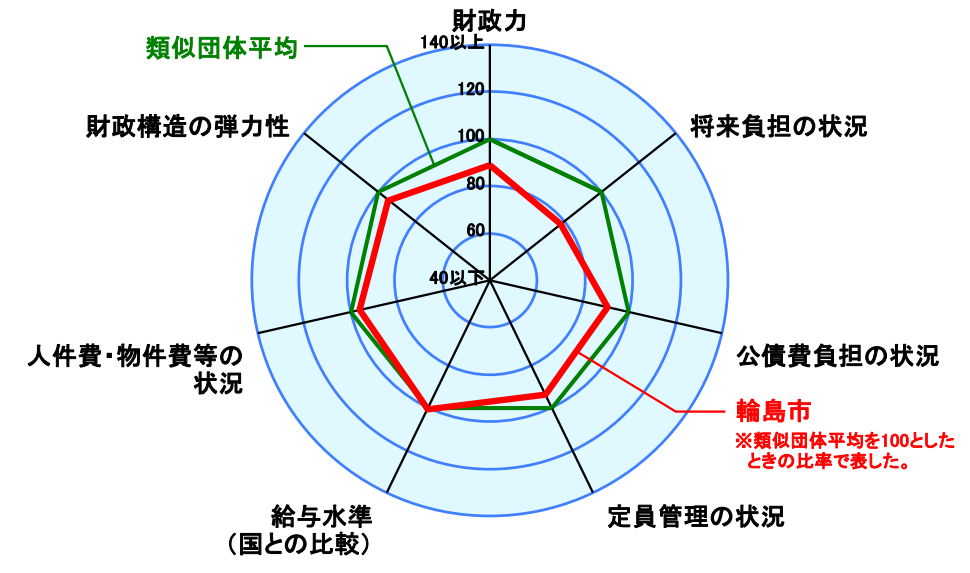 財政力
類似団体平均
140以上
120
100
80
60
40以下
財政構造の弾力性
将来負担の状況
人件費・物件費等の
状況
公債費負担の状況
輪島市
※類似団体平均を100とした
ときの比率で表した。
給与水準
（国との比較）
定員管理の状況